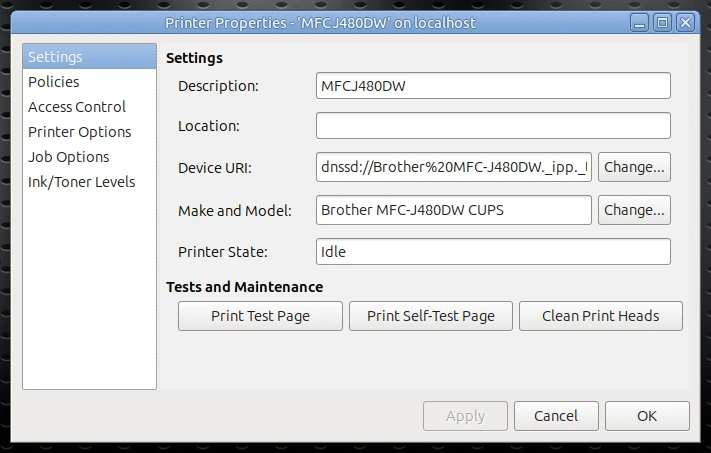 Printer Properties - 'MFCJ480DW' on localhost
Settings
Policies
Access Control
Printer Options
Job Options
Ink/Toner Levels
Settings
Description: MFCJ480DW
Location:
Device URI: dnssd://Brother%20MFC-J480DW._ipp._ Change...
Make and Model: Brother MFC-J480DW CUPS Change...
Printer State: Idle
Tests and Maintenance
Print Test Page Print Self-Test Page Clean Print Heads
Apply Cancel OK